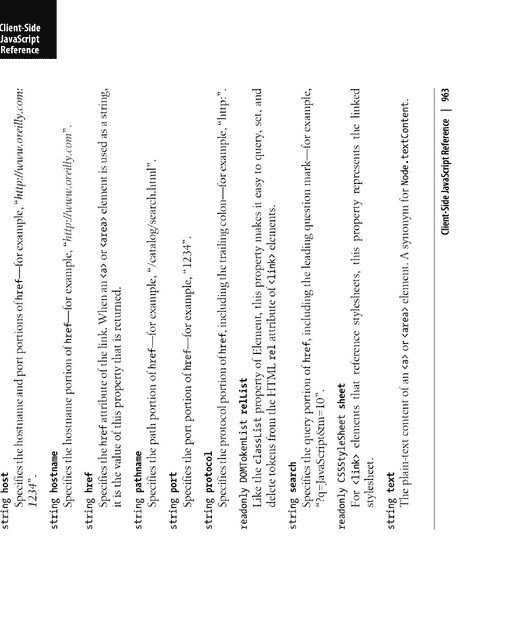 Client-Side
JavaScript
Reference
string host
Specifies the hostname and port portions of href—for example, “http://www.oreilly.com:
1234”.
string hostname
Specifies the hostname portion of href—for example, “http://www.oreilly.com”.
string href
Specifies the href attribute of the link. When an <a> or <area> element is used as a string,
it is the value of this property that is returned.
string pathname
Specifies the path portion of href—for example, “/catalog/search.html”.
string port
Specifies the port portion of href—for example, “1234”.
string protocol
Specifies the protocol portion of href, including the trailing colon—for example, “http:”.
readonly DOMTokenList relList
Like the classList property of Element, this property makes it easy to query, set, and
delete tokens from the HTML rel attribute of <link> elements.
string search
Specifies the query portion of href, including the leading question mark—for example,
“?q=JavaScript&m=10”.
readonly CSSStyleSheet sheet
For <link> elements that reference stylesheets, this property represents the linked
stylesheet.
string text
The plain-text content of an <a> or <area> element. A synonym for Node.textContent.
Client-Side JavaScript Reference | 963